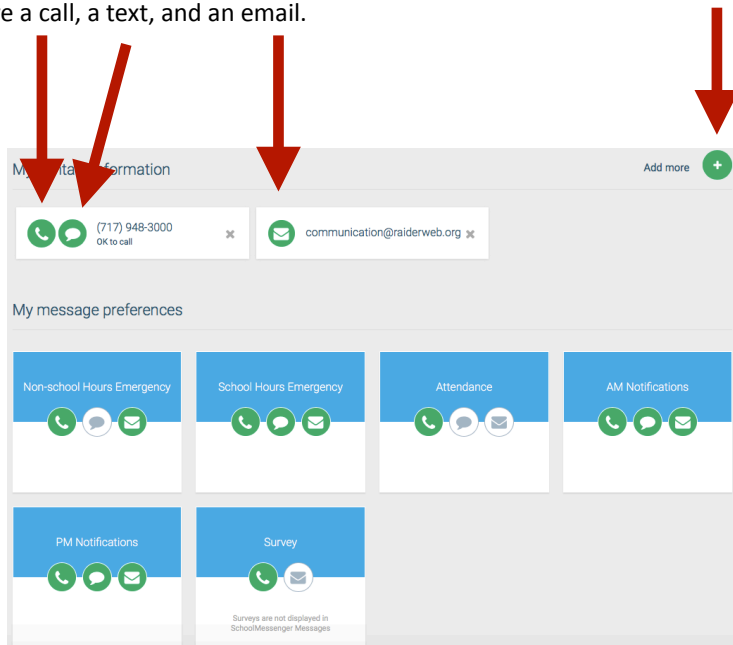 e a call, a text, and an email.
My formation
Add more
(717) 948-3000
OK to call
communication@raiderweb.org
My message preferences
Non-school Hours Emergency
School Hours Emergency
Attendance
AM Notifications
PM Notifications
Survey
Surveys are not displayed in
SchoolMessenger Messages